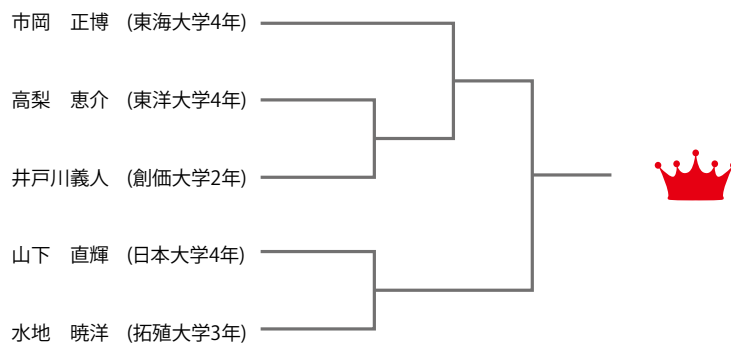 市岡　正博　(東海大学4年)
高梨　恵介　(東洋大学4年)
井戸川義人　(創価大学2年)
山下　直輝　(日本大学4年)
水地　暁洋　(拓殖大学3年)